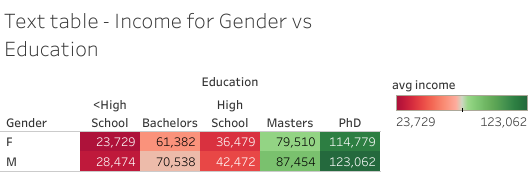 Text table - Income for Gender vs
Education
Education
avg income
<High High
Gender School Bachelors School Masters PhD
23,729 123,062
F 23,729 61,382 36,479 79,510 114,779
M 28,474 70,538 42,472 87,454 123,062